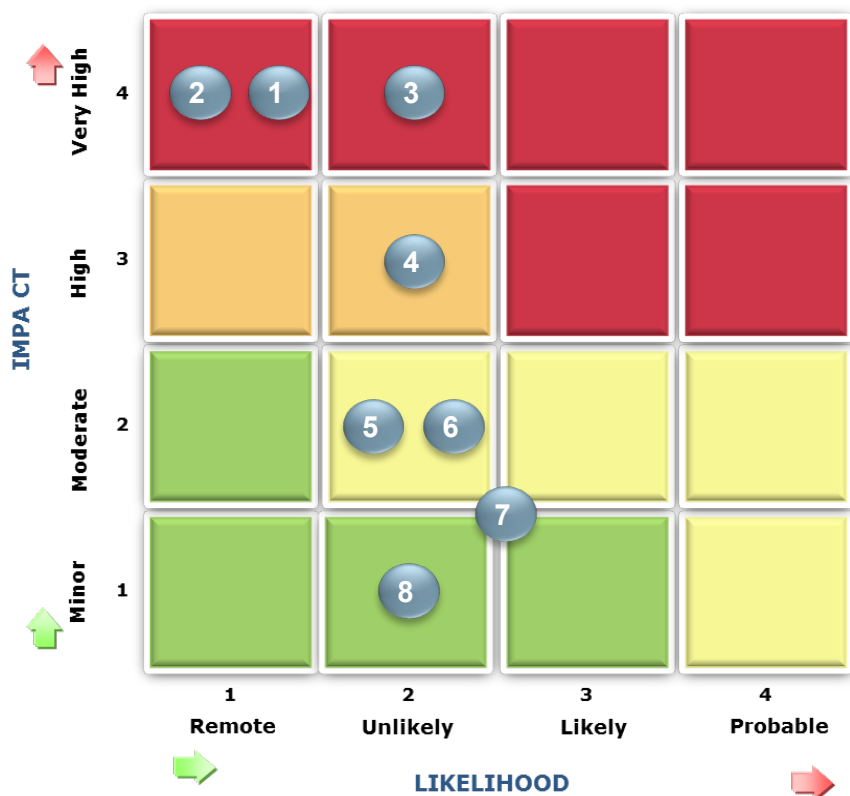 Very High
4
2
1
3
High
3
4
IMPA CT
Moderate
2
5
6
7
Minor
1
8
1
2
3
4
Remote
Unlikely
Likely
Probable
LIKELIHOOD